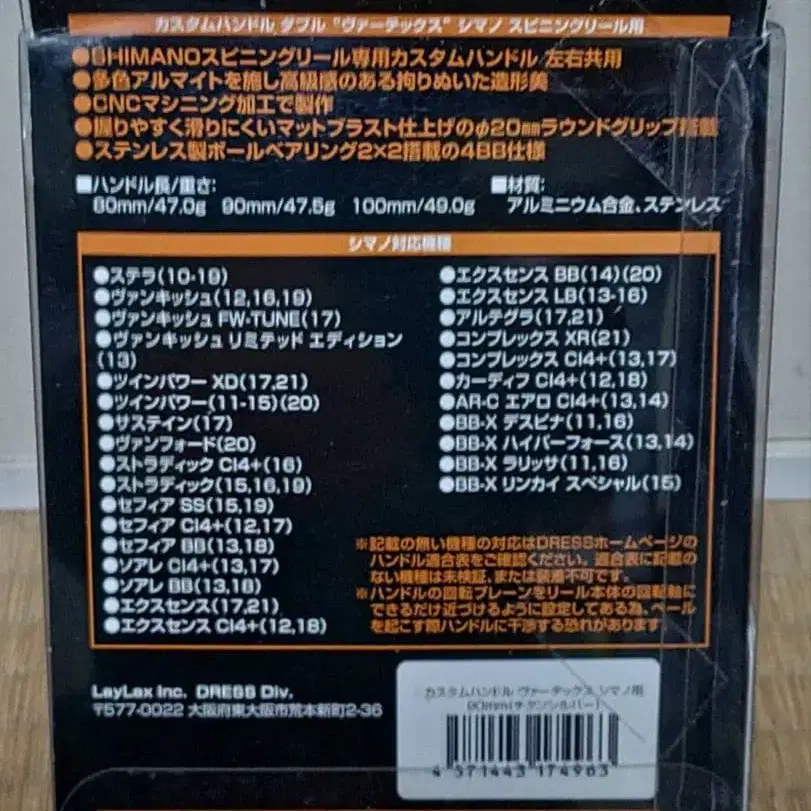 カスタムハンドル ダブル "ヴァーテックス" シマノ スピニングリール用
●SHIMANOスピニングリール専用カスタムハンドル 左右共用
●多色アルマイトを施し高級感のある拘りぬいた造形美
●CNCマシニング加工で製作
●握りやすく滑りにくいマットブラスト仕上げのφ20mmラウンドグリップ搭載
●ステンレス製ボールベアリング2×2搭載の4BB仕様
■ハンドル長/重さ:
80mm/47.0g 90mm/47.5g 100mm/49.0g
■材質:
アルミニウム合金、ステンレス
シマノ対応機種
●ステラ(10-19)
●ヴァンキッシュ(12,16,19)
●ヴァンキッシュ FW-TUNE(17)
●ヴァンキッシュ リミテッド エディション
(13)
●ツインパワー XD(17,21)
●ツインパワー(11-15)(20)
●サステイン(17)
●ヴァンフォード(20)
●ストラディック CI4+(16)
●ストラディック(15,16,19)
●セフィア SS(15,19)
●セフィア CI4+(12,17)
●セフィア BB(13,18)
●ソアレ CI4+(13,17)
●ソアレ BB(13,18)
●エクスセンス(17,21)
●エクスセンス CI4+(12,18)
●エクスセンス BB(14)(20)
●エクスセンス LB(13-16)
●アルテグラ(17,21)
●コンプレックス XR(21)
●コンプレックス CI4+(13,17)
●カーディフ CI4+(12,18)
●AR-C エアロ CI4+(13,14)
●BB-X デスピナ(11,16)
●BB-X ハイパーフォース(13,14)
●BB-X ラリッサ(11,16)
●BB-X リンカイ スペシャル(15)
※記載の無い機種の対応はDRESSホームページの
ハンドル適合表をご確認ください。適合表に記載の
ない機種は未検証、または装着不可です。
※ハンドルの回転プレーンをリール本体の回転軸に
できるだけ近づけるように設定してある為、ベール
を起こす際ハンドルに干渉する恐れがあります。
LayLax Inc. DRESS Div.
〒577-0022 大阪府東大阪市荒本新町2-36
カスタムハンドル ヴァーテックス シマノ用
90mm(チタンシルバー)
4 571443 174963